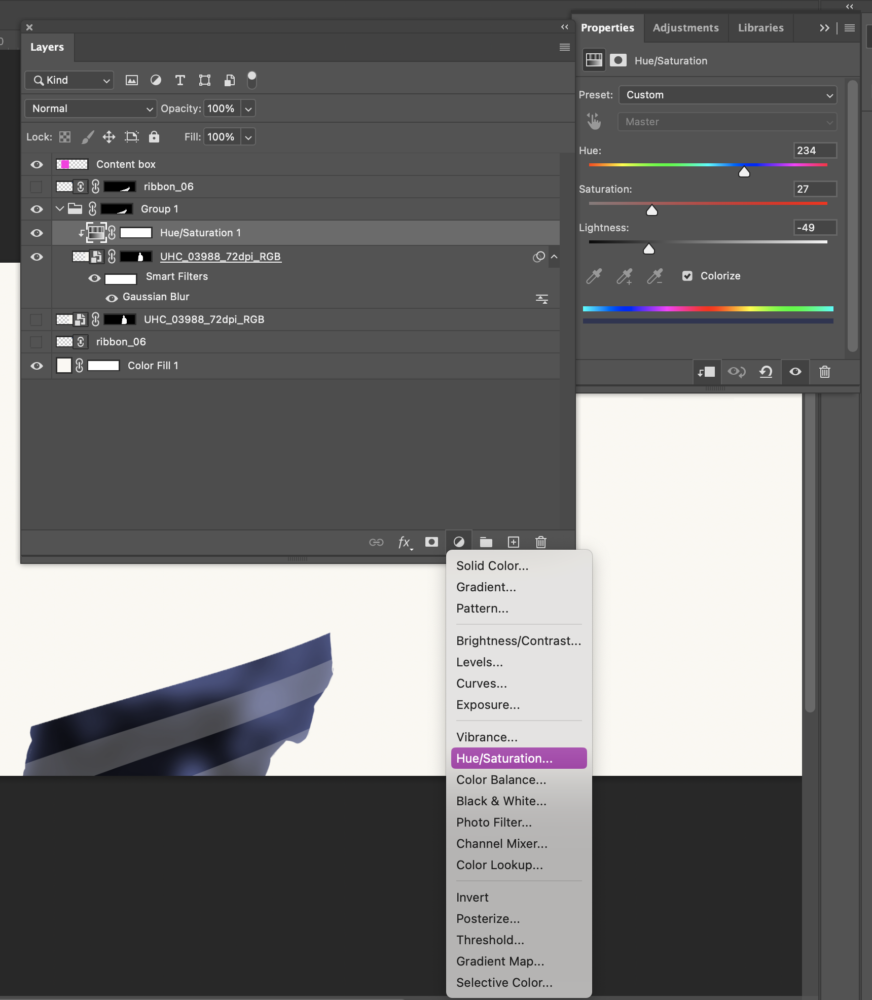 Layers
Kind
Normal
Opacity: 100%
Lock:
Fill: 100%
Content box
ribbon_06
Group 1
Hue/Saturation 1
UHC_03988_72dpi_RGB
Smart Filters
Gaussian Blur
UHC_03988_72dpi_RGB
ribbon_06
Color Fill 1
fx
Properties Adjustments Libraries
Hue/Saturation
Preset: Custom
Master
Hue: 234
Saturation: 27
Lightness: -49
Colorize
Solid Color...
Gradient...
Pattern...
Brightness/Contrast...
Levels...
Curves...
Exposure...
Vibrance...
Hue/Saturation...
Color Balance...
Black & White...
Photo Filter...
Channel Mixer...
Color Lookup...
Invert
Posterize...
Threshold...
Gradient Map...
Selective Color...